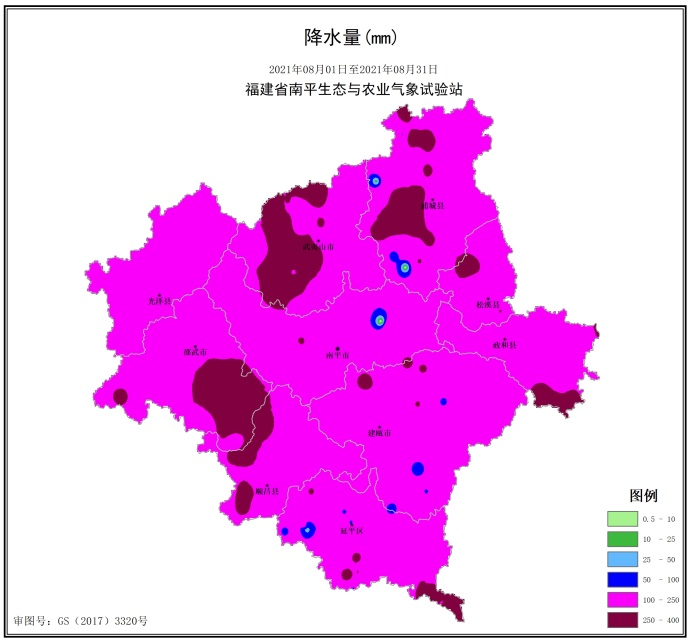 降水量(mm)
2021年08月01日至2021年08月31日
福建省南平生态与农业气象试验站
浦城县
武夷山市
光泽县
松溪县
政和县
邵武市
南平市
建瓯市
顺昌县
延平区
图例
0.5 - 10
10 - 25
25 - 50
50 - 100
100 - 250
250 - 400
审图号：GS（2017）3320号